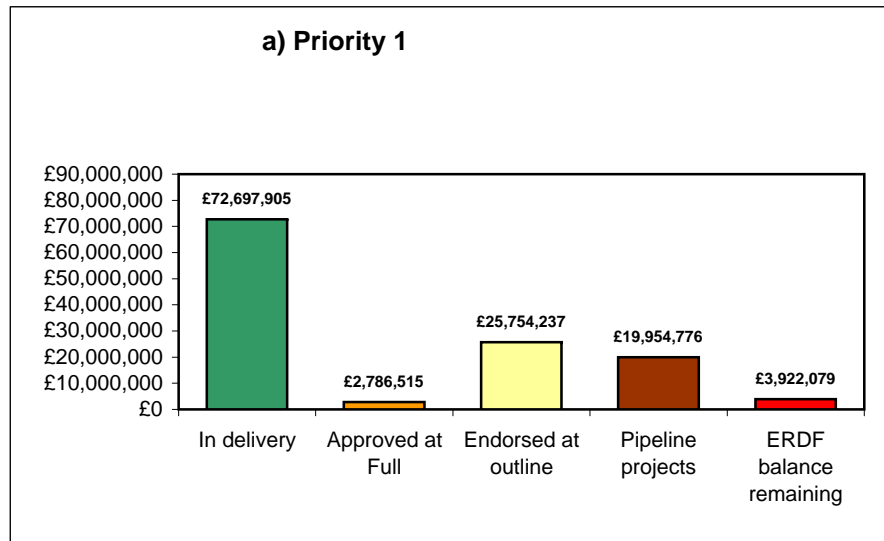 a) Priority 1
£90,000,000
£80,000,000
£70,000,000
£60,000,000
£50,000,000
£40,000,000
£30,000,000
£20,000,000
£10,000,000
£0
£72,697,905
£2,786,515
£25,754,237
£19,954,776
£3,922,079
In delivery
Approved at
Full
Endorsed at
outline
Pipeline
projects
ERDF
balance
remaining